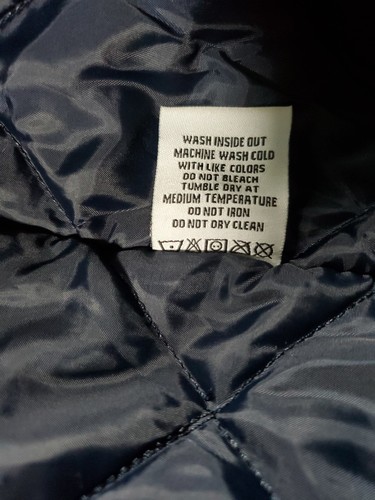 WASH INSIDE OUT
MACHINE WASH COLD
WITH LIKE COLORS
DO NOT BLEACH
TUMBLE DRY AT
MEDIUM TEMPERATURE
DO NOT IRON
DO NOT DRY CLEAN